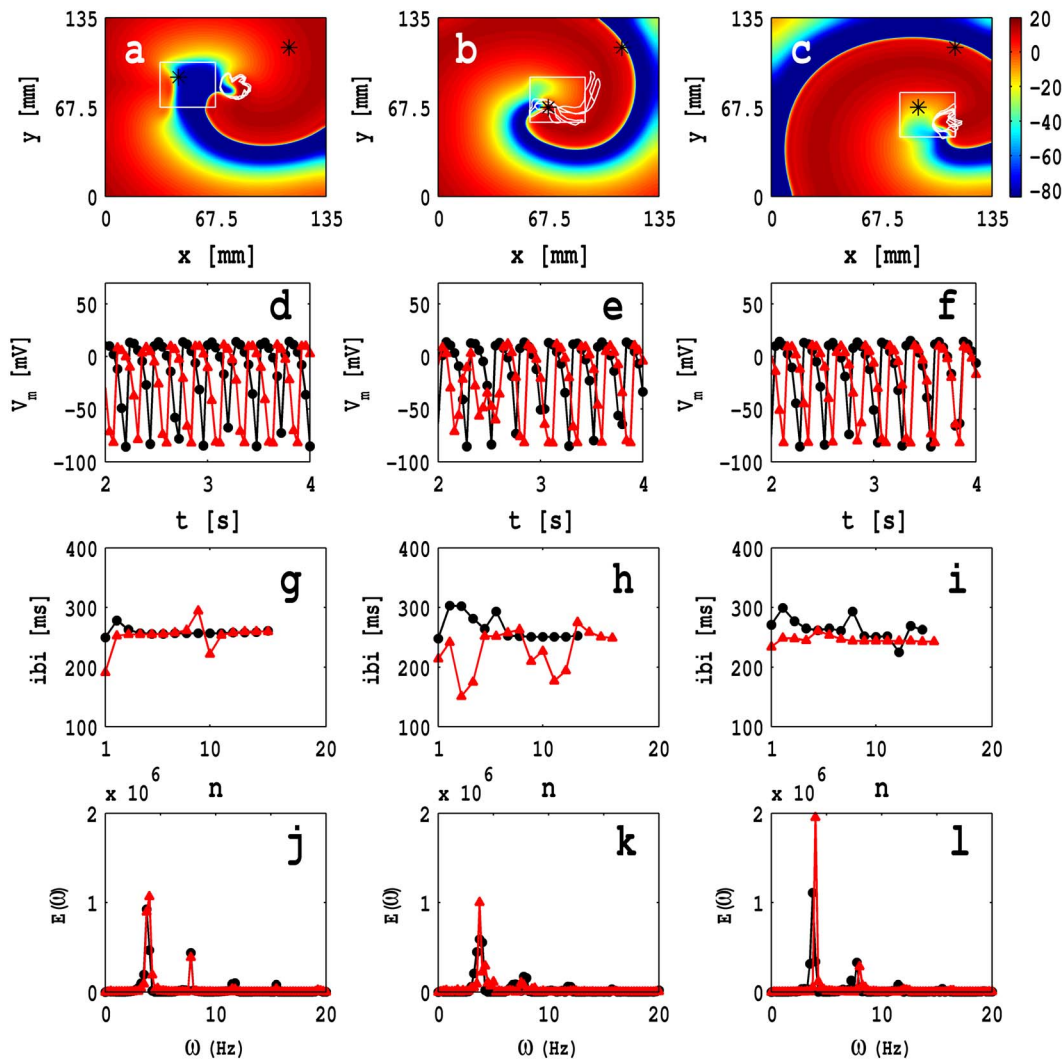 135 a 135 b 135 c 20
y [mm] 67.5 y [mm] 67.5 y [mm] 67.5 0
−20
−40
−60
−80
0 0 0
0 67.5 135 0 67.5 135 0 67.5 135
x [mm] x [mm] x [mm]
50 d 50 e 50 f
V_m [mV] 0 V_m [mV] 0 V_m [mV] 0
−50 −50 −50
−100 −100 −100
2 3 4 2 3 4 2 3 4
t [s] t [s] t [s]
400 g 400 h 400 i
ibi [ms] 300 ibi [ms] 300 ibi [ms] 300
200 200 200
100 100 100
1 10 20 1 10 20 1 10 20
n n n
x 10^6 x 10^6 x 10^6
2 j 2 k 2 l
E(ω) 1 E(ω) 1 E(ω) 1
0 0 0
0 10 20 0 10 20 0 10 20
ω (Hz) ω (Hz) ω (Hz)